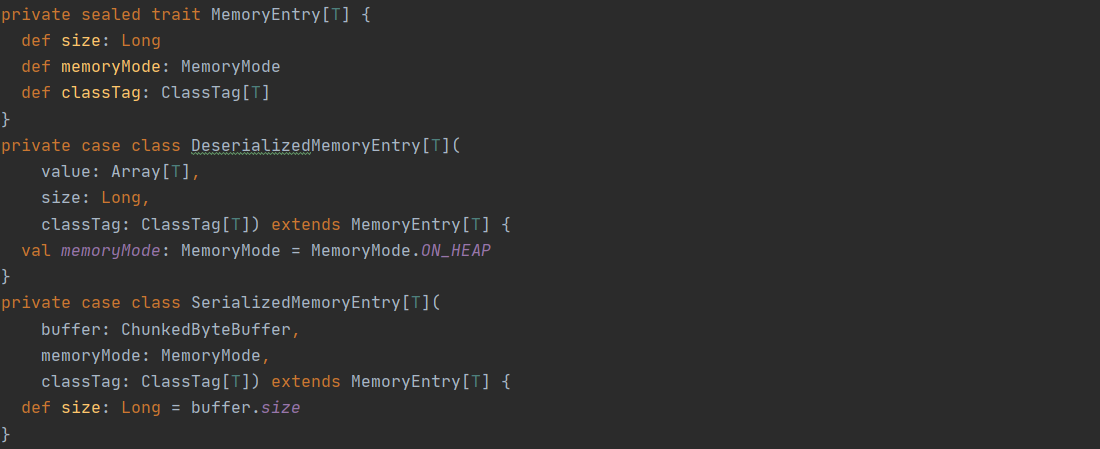 private sealed trait MemoryEntry[T] {
  def size: Long
  def memoryMode: MemoryMode
  def classTag: ClassTag[T]
}
private case class DeserializedMemoryEntry[T](
    value: Array[T],
    size: Long,
    classTag: ClassTag[T]) extends MemoryEntry[T] {
  val memoryMode: MemoryMode = MemoryMode.ON_HEAP
}
private case class SerializedMemoryEntry[T](
    buffer: ChunkedByteBuffer,
    memoryMode: MemoryMode,
    classTag: ClassTag[T]) extends MemoryEntry[T] {
  def size: Long = buffer.size
}